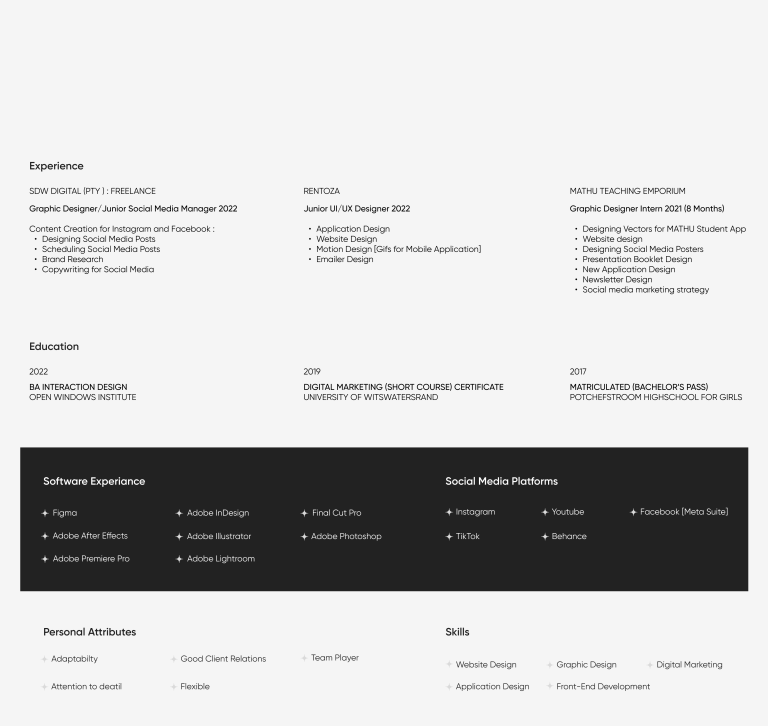 Experience
SDW DIGITAL (PTY ) : FREELANCE
Graphic Designer/Junior Social Media Manager 2022
Content Creation for Instagram and Facebook :
• Designing Social Media Posts
• Scheduling Social Media Posts
• Brand Research
• Copywriting for Social Media
RENTOZA
Junior UI/UX Designer 2022
• Application Design
• Website Design
• Motion Design [Gifs for Mobile Application]
• Emailer Design
MATHU TEACHING EMPORIUM
Graphic Designer Intern 2021 (8 Months)
• Designing Vectors for MATHU Student App
• Website design
• Designing Social Media Posters
• Presentation Booklet Design
• New Application Design
• Newsletter Design
• Social media marketing strategy
Education
2022
BA INTERACTION DESIGN
OPEN WINDOWS INSTITUTE
2019
DIGITAL MARKETING (SHORT COURSE) CERTIFICATE
UNIVERSITY OF WITSWATERSRAND
2017
MATRICULATED (BACHELOR'S PASS)
POTCHEFSTROOM HIGHSCHOOL FOR GIRLS
Software Experiance
Figma
Adobe InDesign
Final Cut Pro
Adobe After Effects
Adobe Illustrator
Adobe Photoshop
Adobe Premiere Pro
Adobe Lightroom
Social Media Platforms
Instagram
Youtube
Facebook [Meta Suite]
TikTok
Behance
Personal Attributes
Adaptabilty
Good Client Relations
Team Player
Attention to deatil
Flexible
Skills
Website Design
Graphic Design
Digital Marketing
Application Design
Front-End Development